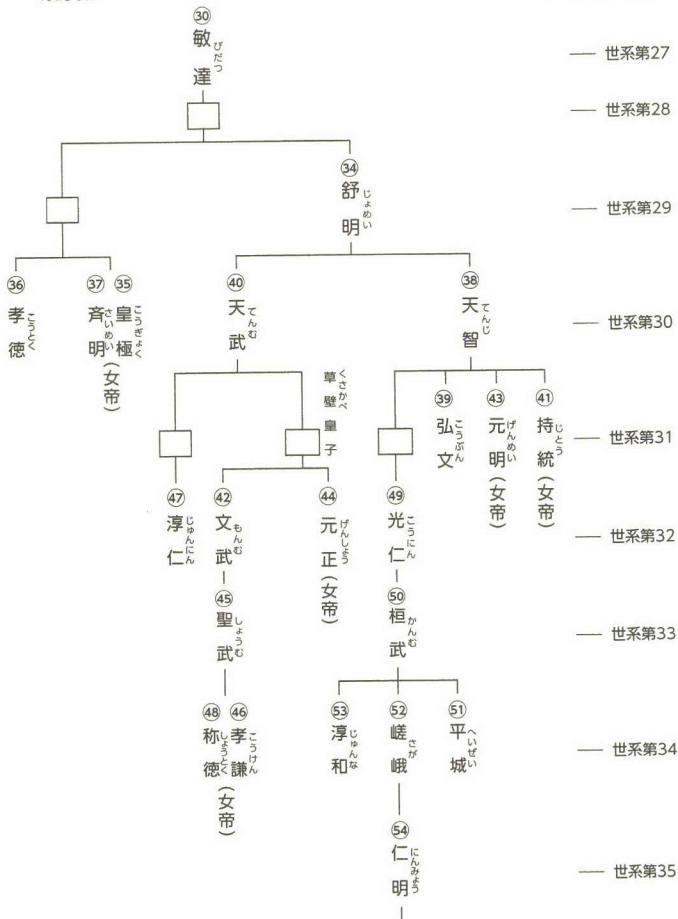 ㉚
敏達
びだつ
世系第27
世系第28
㉞
舒明
じょめい
世系第29
㊱
孝徳
こうとく
㊲
斉明
さいめい
㉟
皇極
こうぎょく
(女帝)
㊵
天武
てんむ
㊳
天智
てんじ
世系第30
草壁皇子
くさかべ
㊴
弘文
こうぶん
㊸
元明(女帝)
げんめい
㊶
持統(女帝)
じとう
世系第31
㊼
淳仁
じゅんにん
㊷
文武
もんむ
㊹
元正(女帝)
げんしょう
㊾
光仁
こうにん
世系第32
㊺
聖武
しょうむ
㊿
桓武
かんむ
世系第33
㊽
称徳
しょうとく
㊻
孝謙
こうけん
(女帝)
53
淳和
じゅんな
52
嵯峨
さが
51
平城
へいぜい
世系第34
54
仁明
にんみょう
世系第35